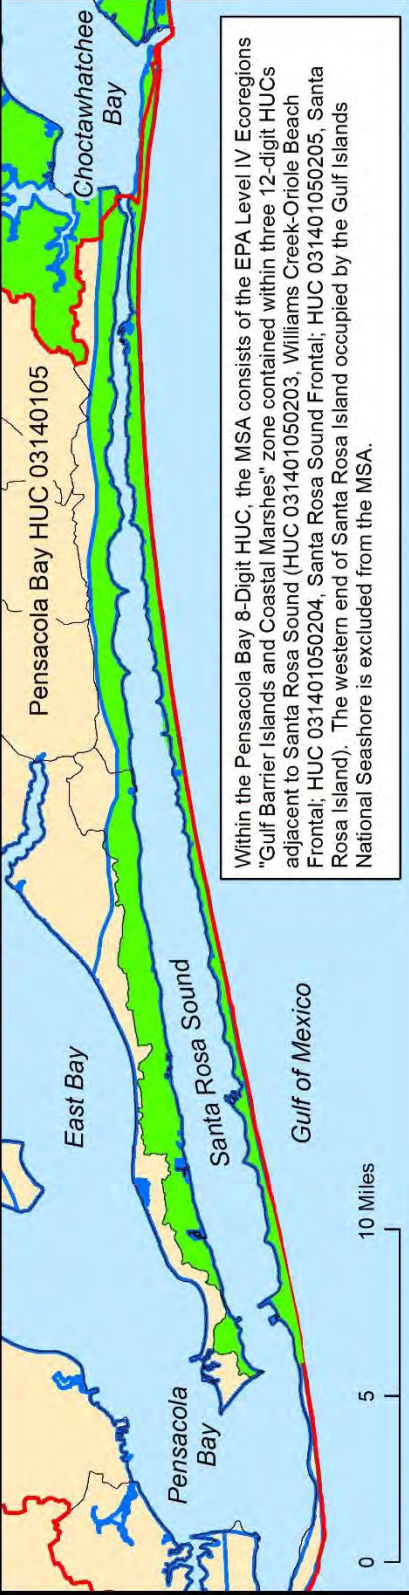 Choctawhatchee
Bay
Pensacola Bay HUC 03140105
East Bay
Santa Rosa Sound
Pensacola
Bay
Gulf of Mexico
0 5 10 Miles
Within the Pensacola Bay 8-Digit HUC, the MSA consists of the EPA Level IV Ecoregions
"Gulf Barrier Islands and Coastal Marshes" zone contained within three 12-digit HUCs
adjacent to Santa Rosa Sound (HUC 031401050203, Williams Creek-Oriole Beach
Frontal; HUC 031401050204, Santa Rosa Sound Frontal; HUC 031401050205, Santa
Rosa Island).  The western end of Santa Rosa Island occupied by the Gulf Islands
National Seashore is excluded from the MSA.